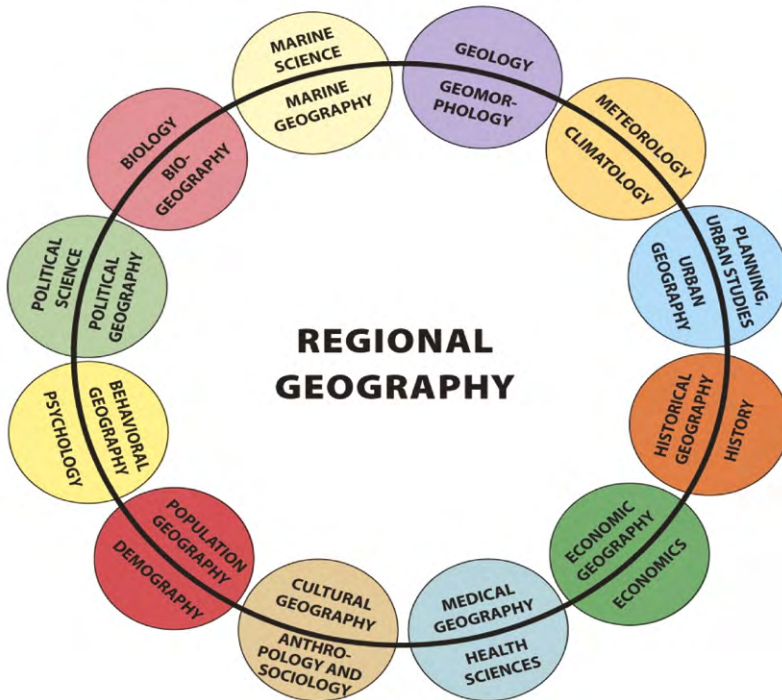 MARINE
SCIENCE
MARINE
GEOGRAPHY
GEOLOGY
GEOMOR-
PHOLOGY
METEOROLOGY
CLIMATOLOGY
PLANNING,
URBAN STUDIES
URBAN
GEOGRAPHY
HISTORICAL
GEOGRAPHY
HISTORY
ECONOMIC
GEOGRAPHY
ECONOMICS
MEDICAL
GEOGRAPHY
HEALTH
SCIENCES
CULTURAL
GEOGRAPHY
ANTHRO-
POLOGY AND
SOCIOLOGY
POPULATION
GEOGRAPHY
DEMOGRAPHY
BEHAVIORAL
GEOGRAPHY
PSYCHOLOGY
POLITICAL
SCIENCE
POLITICAL
GEOGRAPHY
BIOLOGY
BIO-
GEOGRAPHY
REGIONAL
GEOGRAPHY